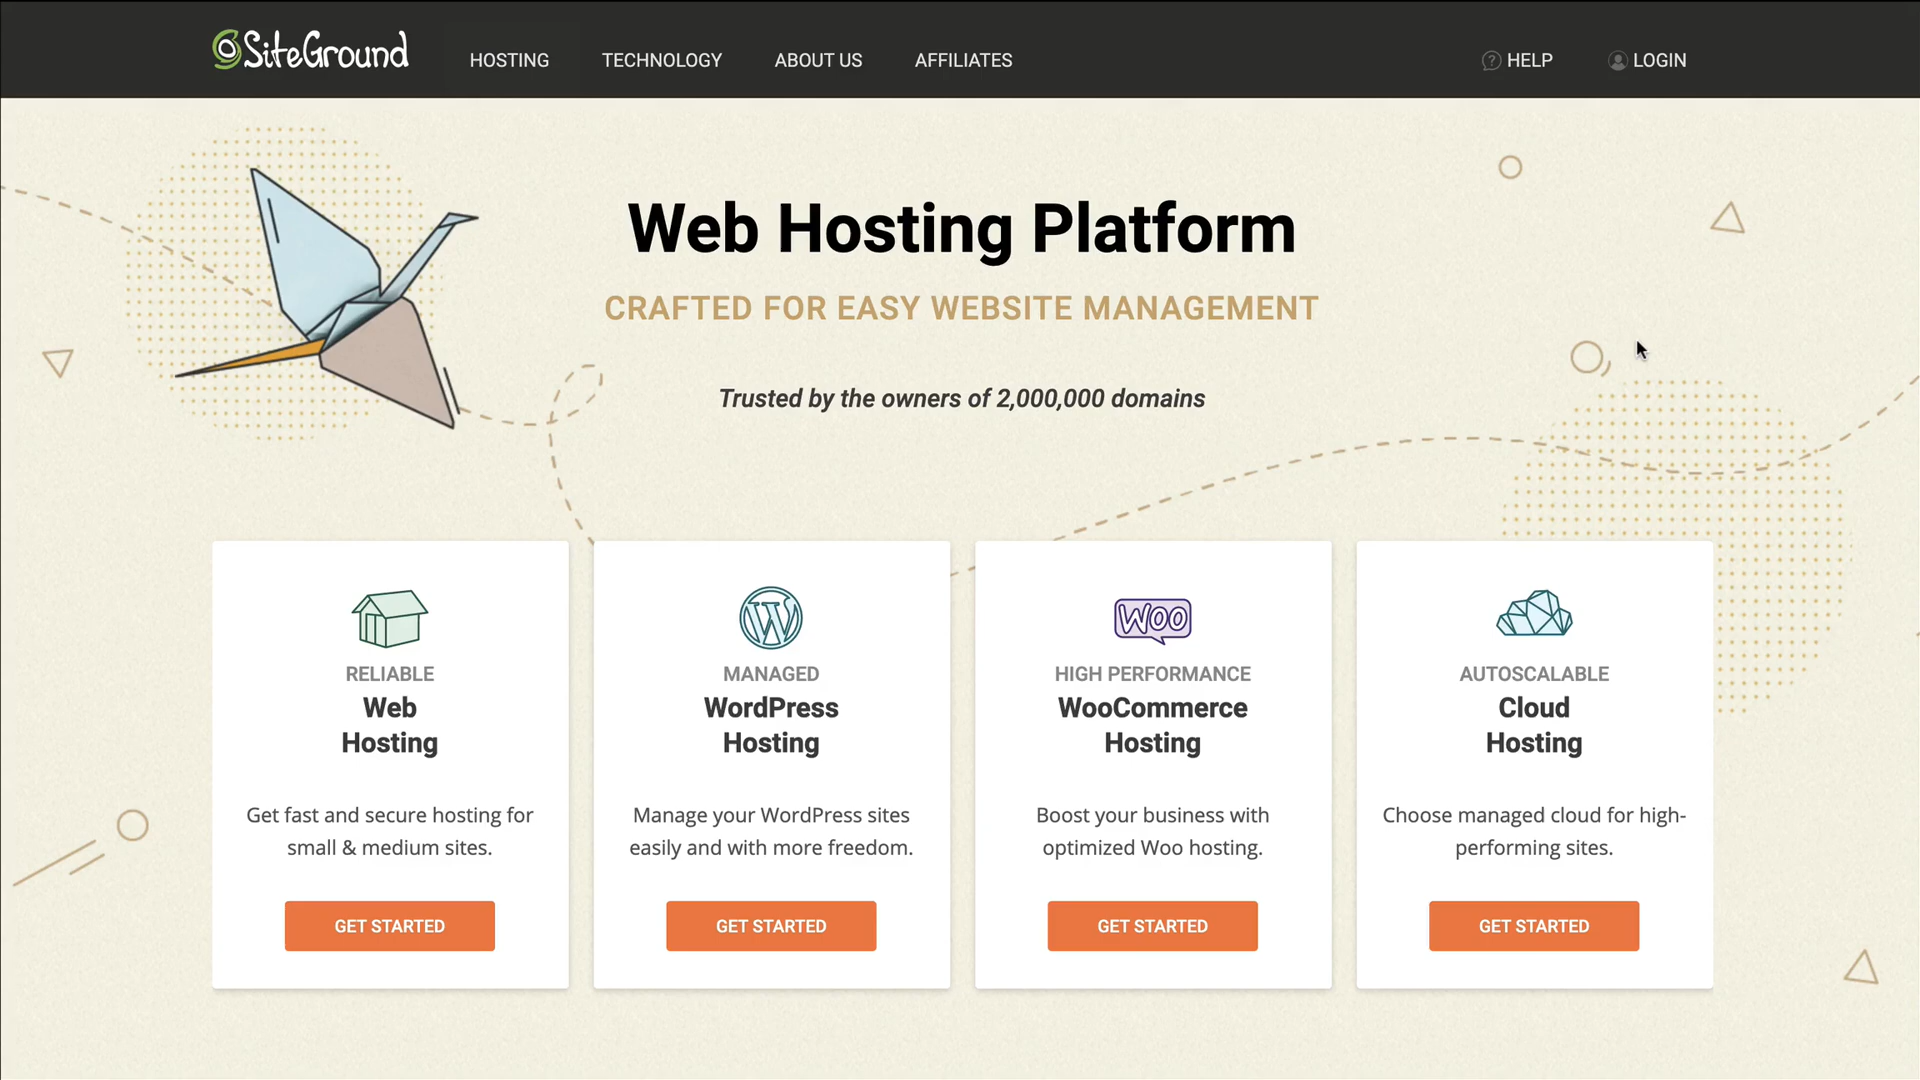 SiteGround
HOSTING
TECHNOLOGY
ABOUT US
AFFILIATES
HELP
LOGIN
Web Hosting Platform
CRAFTED FOR EASY WEBSITE MANAGEMENT
Trusted by the owners of 2,000,000 domains
RELIABLE
Web
Hosting
Get fast and secure hosting for
small & medium sites.
GET STARTED
MANAGED
WordPress
Hosting
Manage your WordPress sites
easily and with more freedom.
GET STARTED
WOO
HIGH PERFORMANCE
WooCommerce
Hosting
Boost your business with
optimized Woo hosting.
GET STARTED
AUTOSCALABLE
Cloud
Hosting
Choose managed cloud for high-
performing sites.
GET STARTED